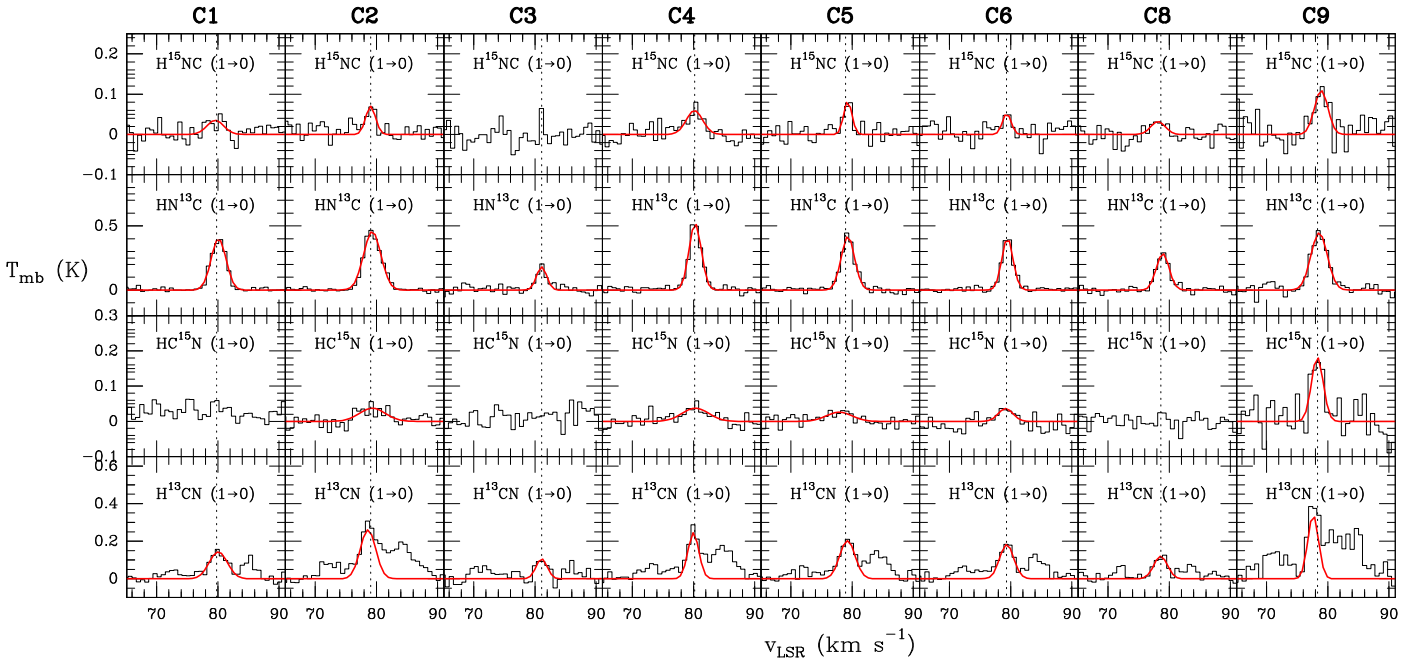 C1 C2 C3 C4 C5 C6 C8 C9
0.2 H¹⁵NC (1→0) H¹⁵NC (1→0) H¹⁵NC (1→0) H¹⁵NC (1→0) H¹⁵NC (1→0) H¹⁵NC (1→0) H¹⁵NC (1→0) H¹⁵NC (1→0)
0.1
0
−0.1
HN¹³C (1→0) HN¹³C (1→0) HN¹³C (1→0) HN¹³C (1→0) HN¹³C (1→0) HN¹³C (1→0) HN¹³C (1→0) HN¹³C (1→0)
0.5
T_mb (K)
0
0.3
0.2 HC¹⁵N (1→0) HC¹⁵N (1→0) HC¹⁵N (1→0) HC¹⁵N (1→0) HC¹⁵N (1→0) HC¹⁵N (1→0) HC¹⁵N (1→0) HC¹⁵N (1→0)
0.1
0
−0.1
0.6
H¹³CN (1→0) H¹³CN (1→0) H¹³CN (1→0) H¹³CN (1→0) H¹³CN (1→0) H¹³CN (1→0) H¹³CN (1→0) H¹³CN (1→0)
0.4
0.2
0
70 80 90 70 80 90 70 80 90 70 80 90 70 80 90 70 80 90 70 80 90 70 80 90
v_LSR (km s⁻¹)